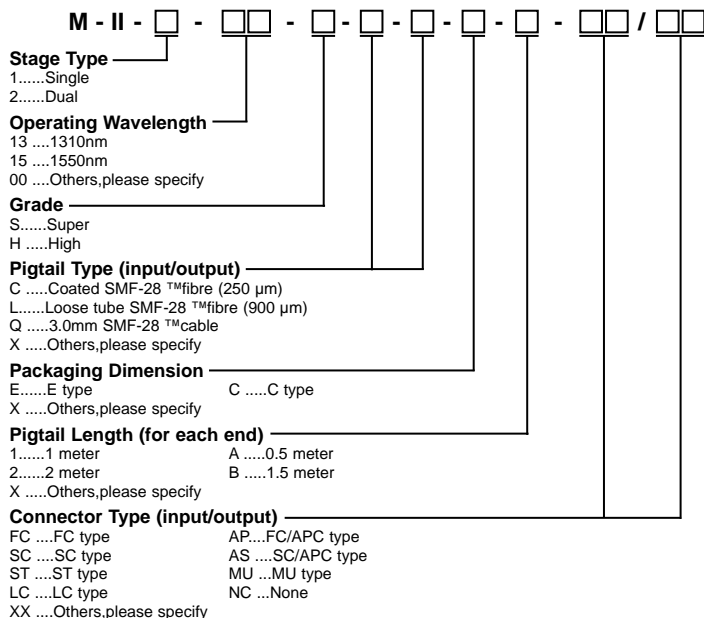 M - II - □ - □□ - □ - □ - □ - □ - □ - □□ / □□
Stage Type
1......Single
2......Dual
Operating Wavelength
13 ....1310nm
15 ....1550nm
00 ....Others,please specify
Grade
S......Super
H .....High
Pigtail Type (input/output)
C .....Coated SMF-28 ™fibre (250 µm)
L......Loose tube SMF-28 ™fibre (900 µm)
Q .....3.0mm SMF-28 ™cable
X .....Others,please specify
Packaging Dimension
E......E type C .....C type
X .....Others,please specify
Pigtail Length (for each end)
1......1 meter A .....0.5 meter
2......2 meter B .....1.5 meter
X .....Others,please specify
Connector Type (input/output)
FC ....FC type AP....FC/APC type
SC ....SC type AS ....SC/APC type
ST ....ST type MU ...MU type
LC ....LC type NC ...None
XX ....Others,please specify